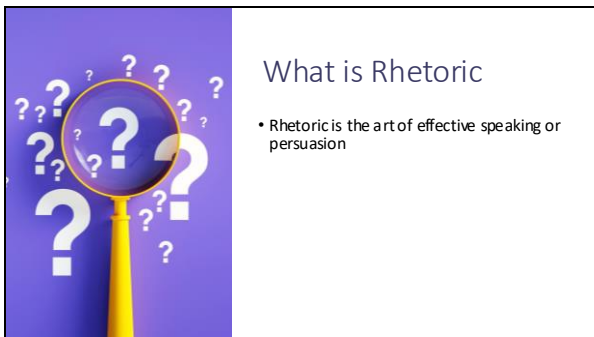 What is Rhetoric
• Rhetoric is the art of effective speaking or
persuasion